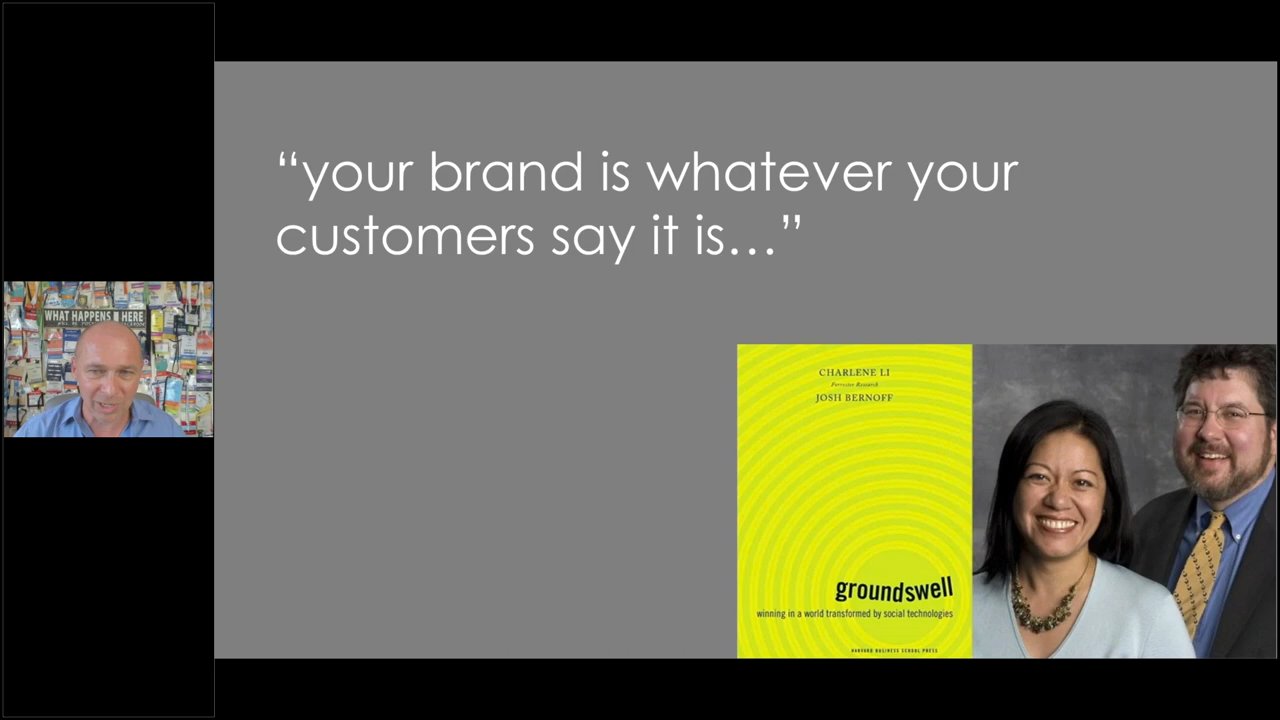 “your brand is whatever your
customers say it is…”
WHAT HAPPENS HERE
CHARLENE LI
Forrester Research
JOSH BERNOFF
groundswell
winning in a world transformed by social technologies
HARVARD BUSINESS SCHOOL PRESS